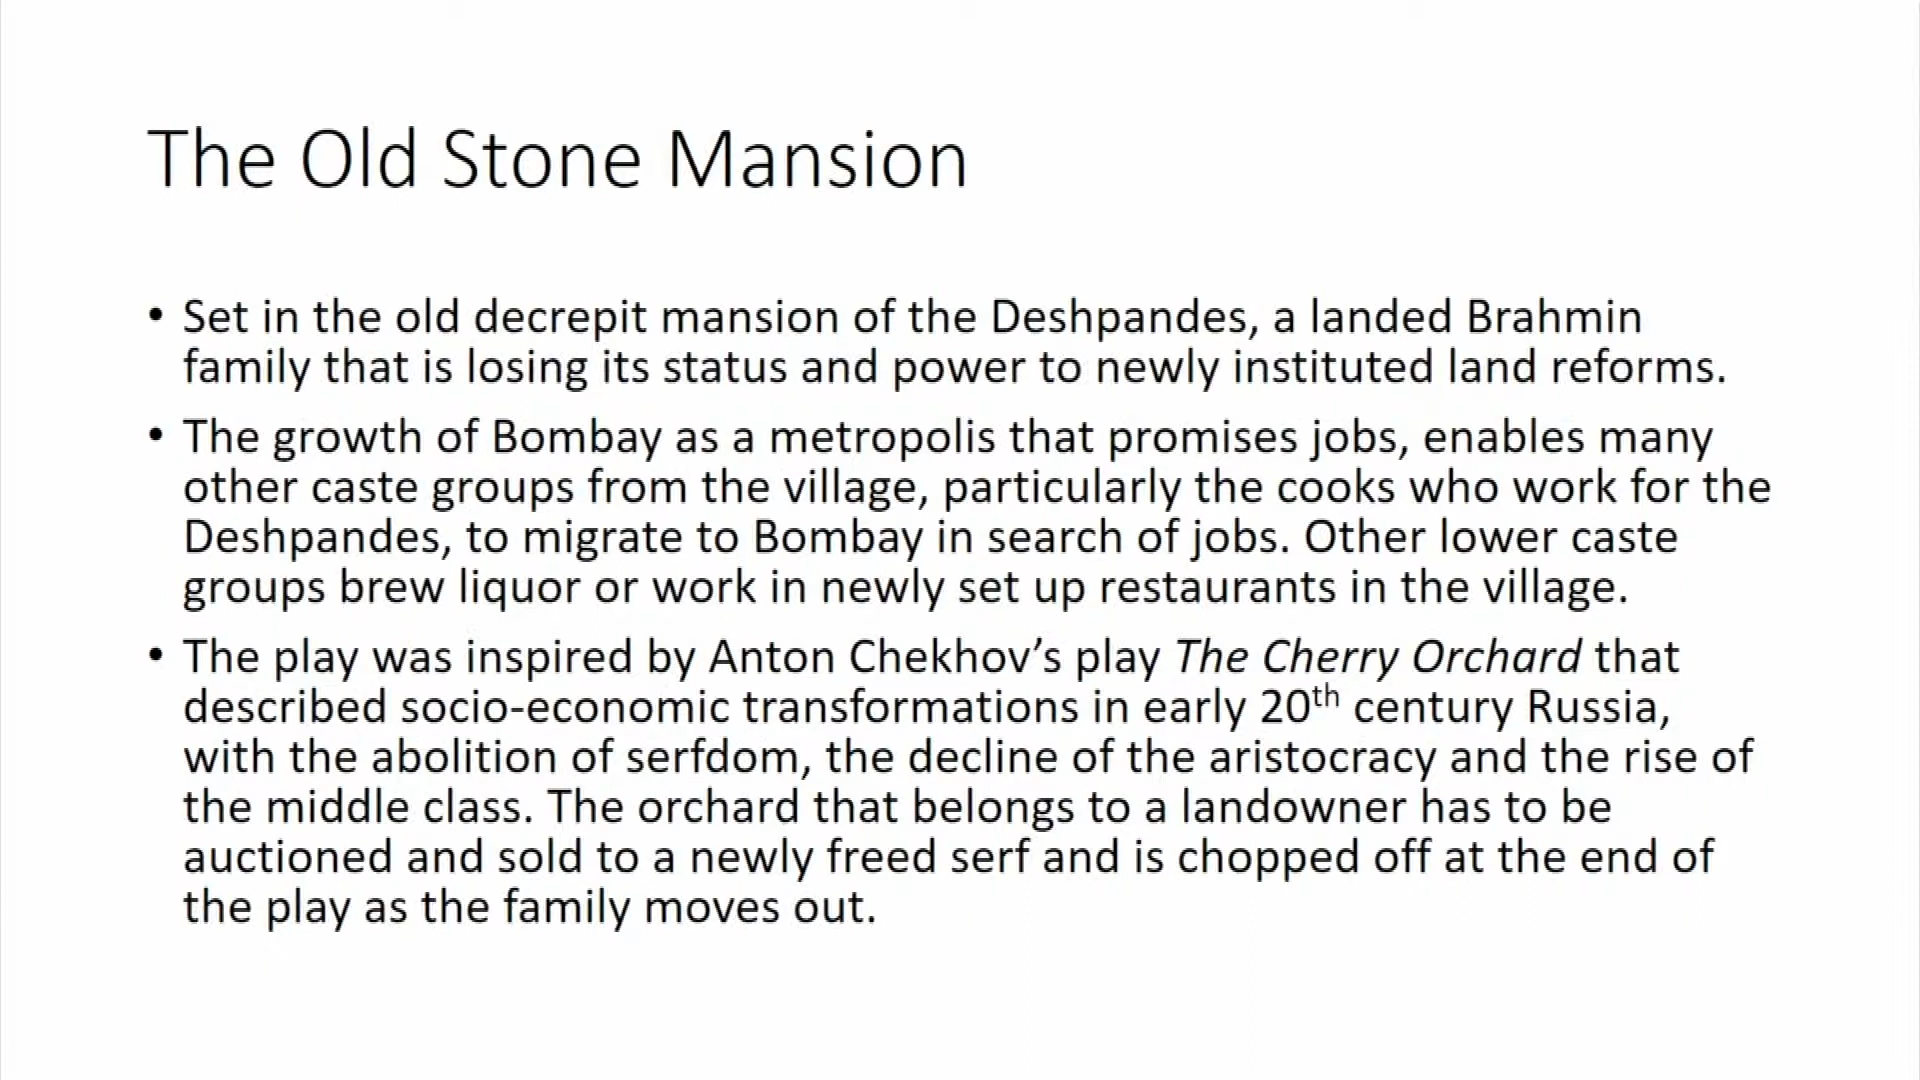 The Old Stone Mansion
• Set in the old decrepit mansion of the Deshpandes, a landed Brahmin
family that is losing its status and power to newly instituted land reforms.
• The growth of Bombay as a metropolis that promises jobs, enables many
other caste groups from the village, particularly the cooks who work for the
Deshpandes, to migrate to Bombay in search of jobs. Other lower caste
groups brew liquor or work in newly set up restaurants in the village.
• The play was inspired by Anton Chekhov’s play The Cherry Orchard that
described socio-economic transformations in early 20th century Russia,
with the abolition of serfdom, the decline of the aristocracy and the rise of
the middle class. The orchard that belongs to a landowner has to be
auctioned and sold to a newly freed serf and is chopped off at the end of
the play as the family moves out.